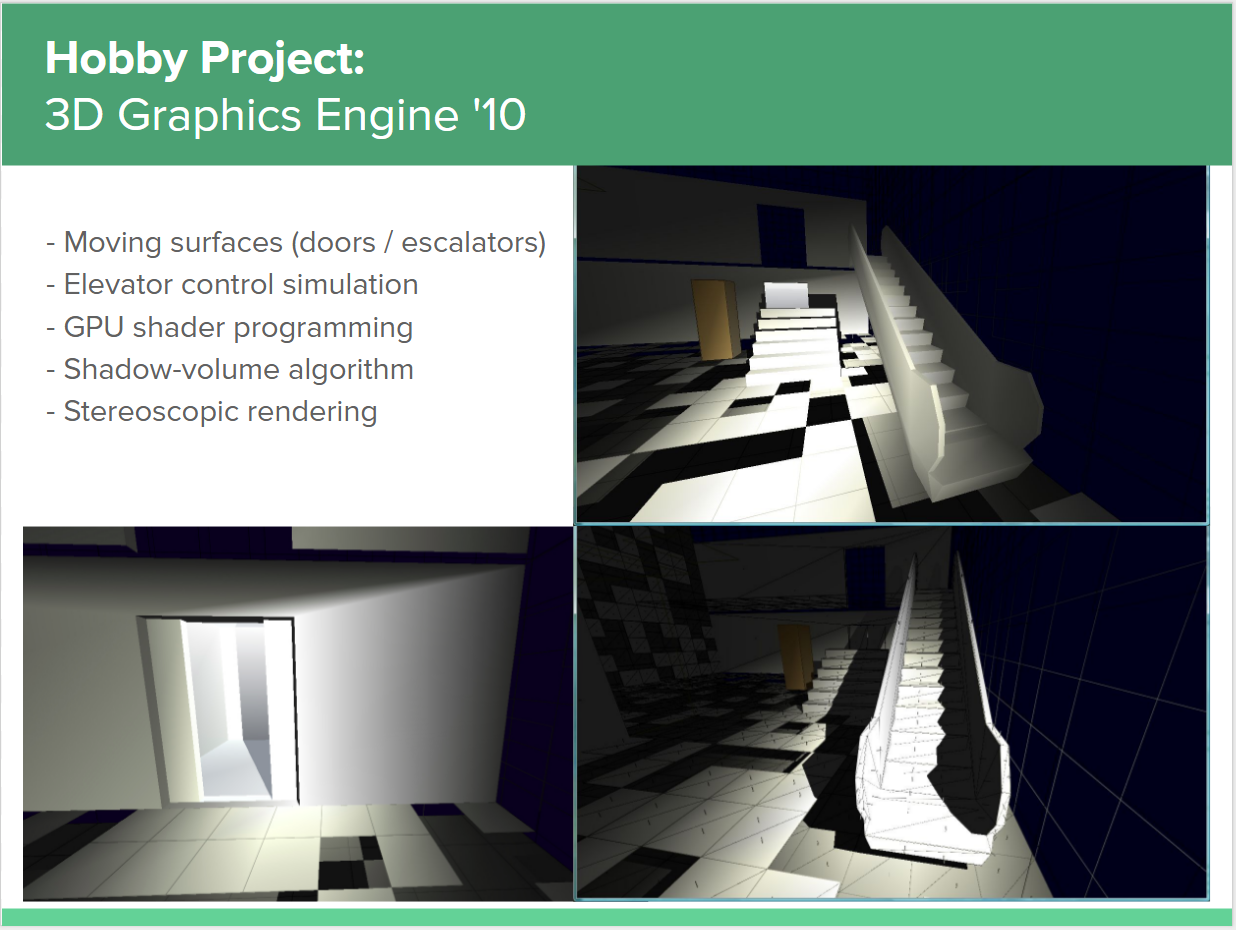 Hobby Project:
3D Graphics Engine '10
- Moving surfaces (doors / escalators)
- Elevator control simulation
- GPU shader programming
- Shadow-volume algorithm
- Stereoscopic rendering